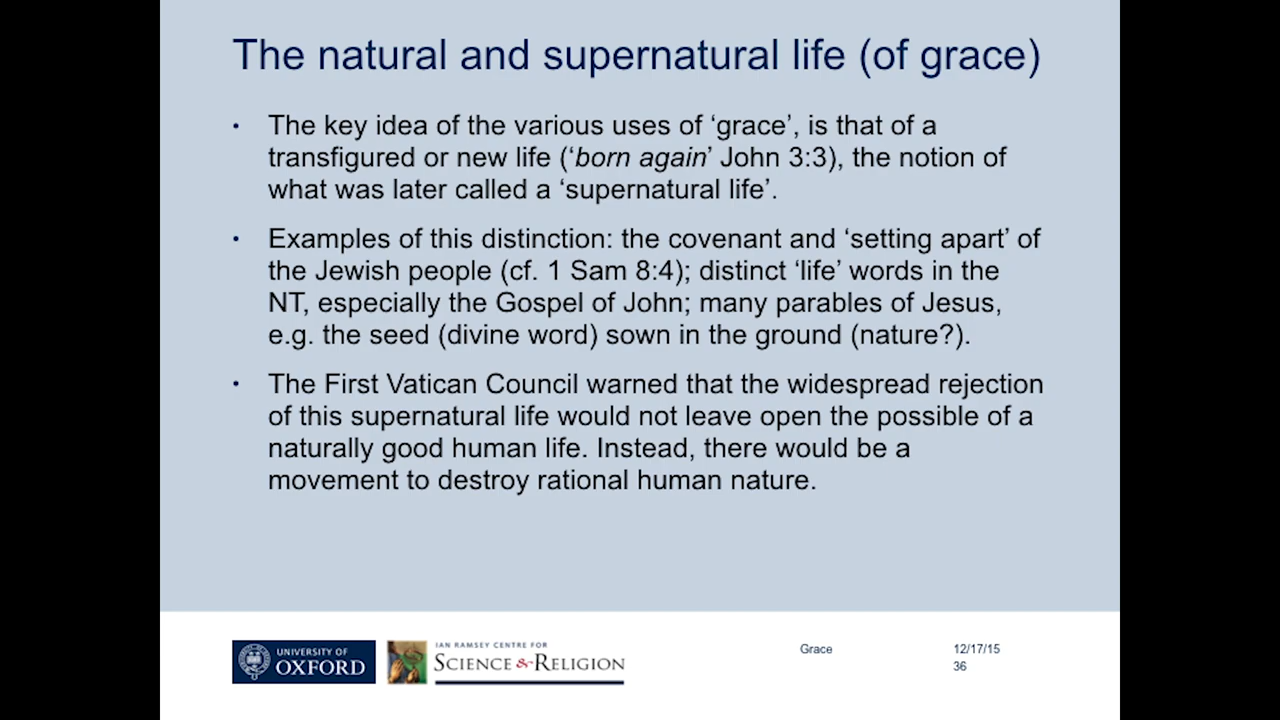 The natural and supernatural life (of grace)
• The key idea of the various uses of ‘grace’, is that of a
transfigured or new life (‘born again’ John 3:3), the notion of
what was later called a ‘supernatural life’.
• Examples of this distinction: the covenant and ‘setting apart’ of
the Jewish people (cf. 1 Sam 8:4); distinct ‘life’ words in the
NT, especially the Gospel of John; many parables of Jesus,
e.g. the seed (divine word) sown in the ground (nature?).
• The First Vatican Council warned that the widespread rejection
of this supernatural life would not leave open the possible of a
naturally good human life. Instead, there would be a
movement to destroy rational human nature.
UNIVERSITY OF
OXFORD
IAN RAMSEY CENTRE FOR
SCIENCE & RELIGION
Grace
12/17/15
36